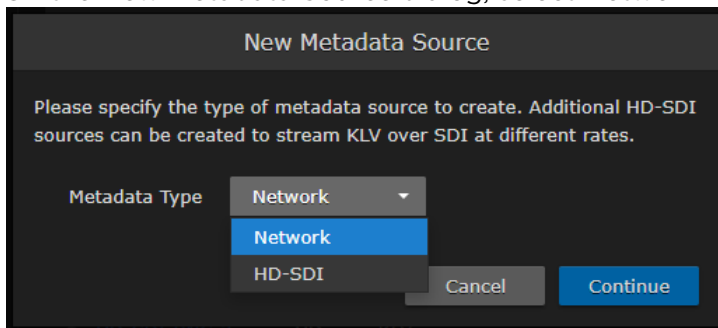 New Metadata Source
Please specify the type of metadata source to create. Additional HD-SDI
sources can be created to stream KLV over SDI at different rates.
Metadata Type Network
Network
HD-SDI
Cancel Continue